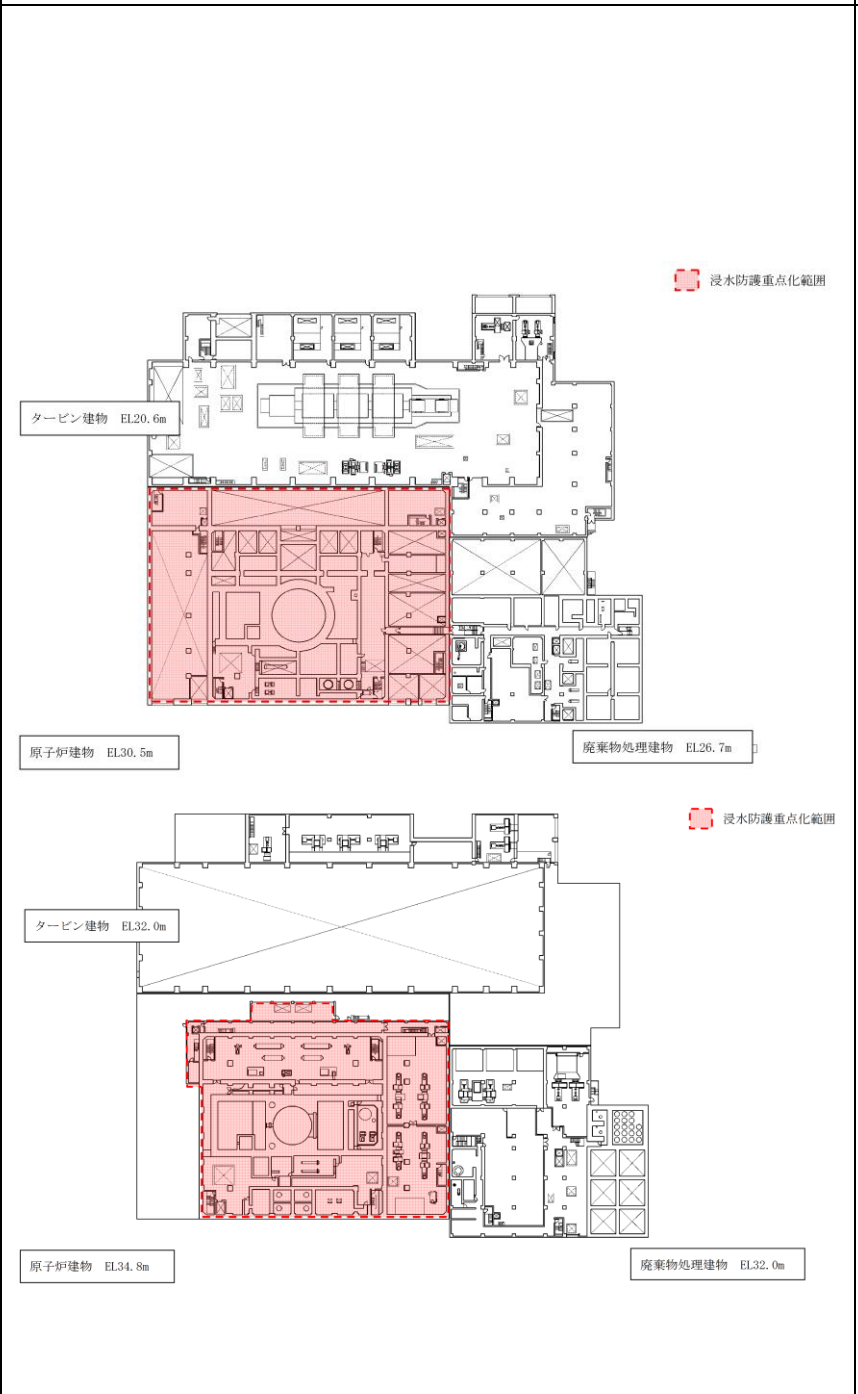 浸水防護重点化範囲
タービン建物 EL20.6m
原子炉建物 EL30.5m
廃棄物処理建物 EL26.7m
浸水防護重点化範囲
タービン建物 EL32.0m
原子炉建物 EL34.8m
廃棄物処理建物 EL32.0m